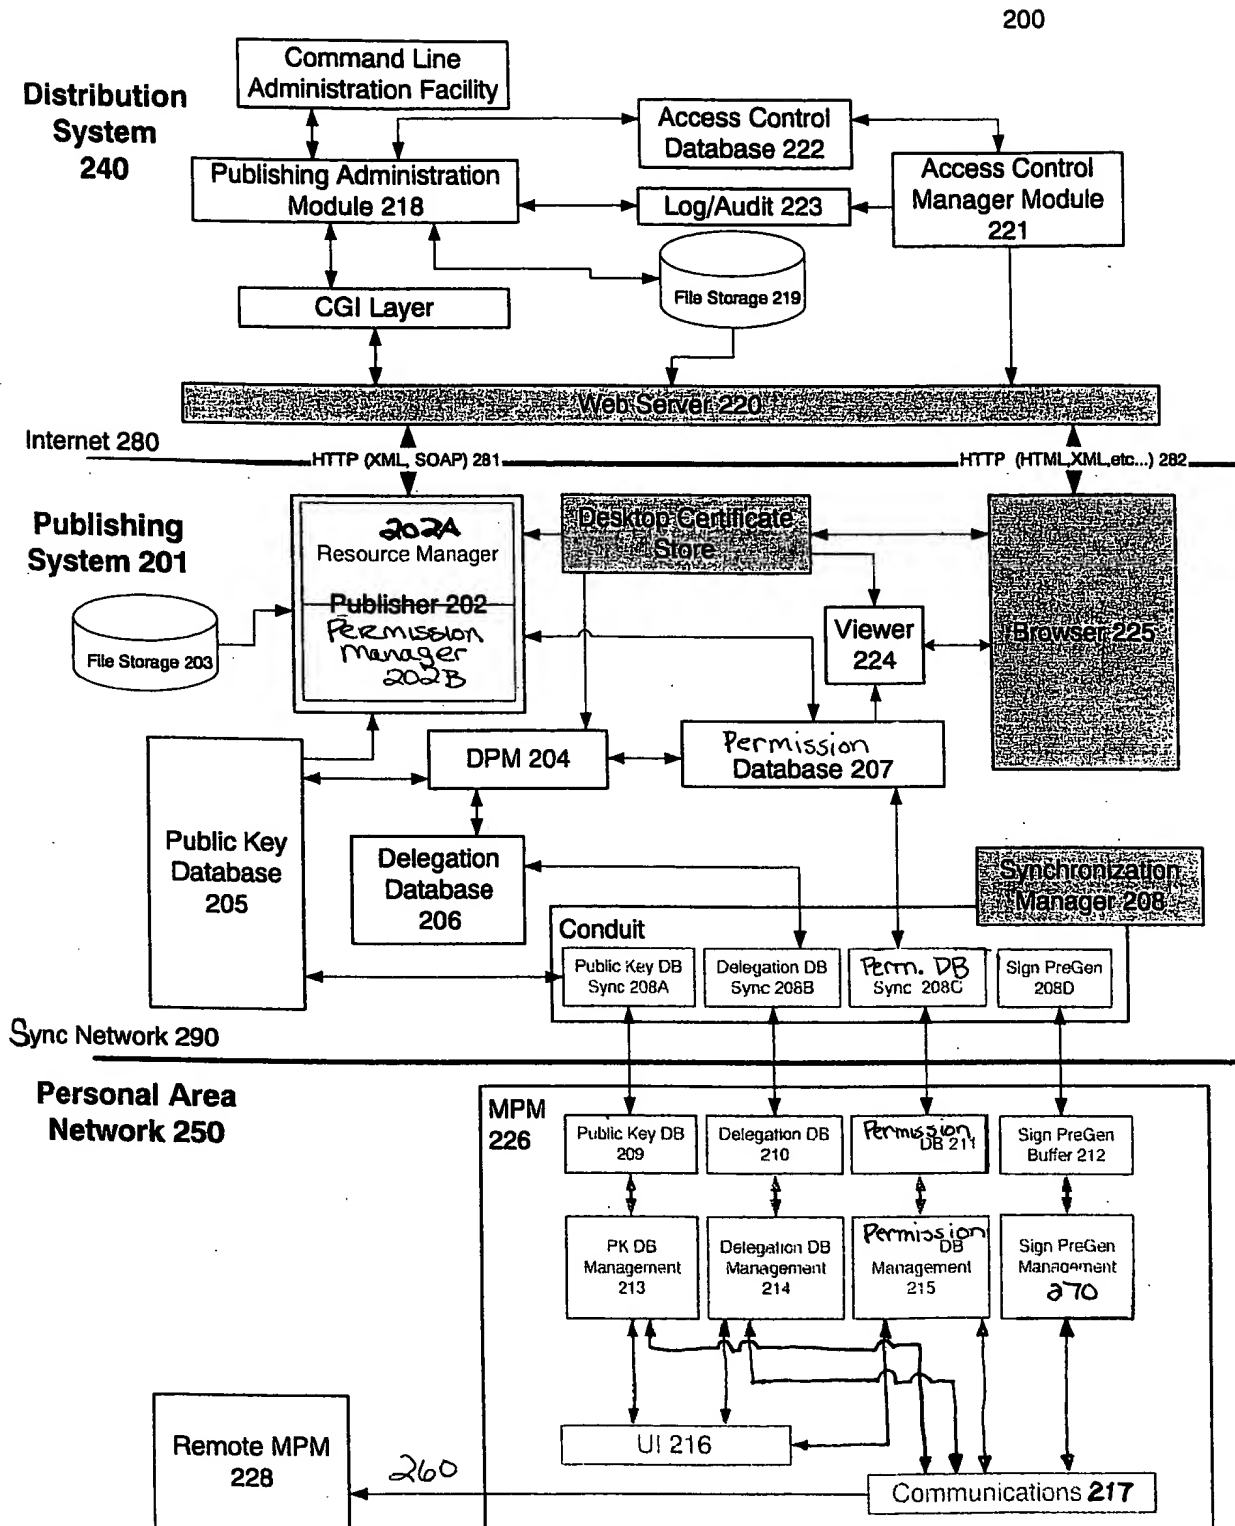 200
Command Line
Administration Facility
Distribution
System
240
Access Control
Database 222
Access Control
Manager Module
221
Publishing Administration
Module 218
Log/Audit 223
File Storage 219
CGI Layer
Web Server 220
Internet 280
HTTP (XML, SOAP) 281
HTTP (HTML,XML,etc...) 282
Publishing
System 201
202A
Resource Manager
Publisher 202
Permission
Manager
202B
Desktop Certificate
Store
File Storage 203
Viewer
224
Browser 225
DPM 204
Permission
Database 207
Public Key
Database
205
Delegation
Database
206
Synchronization
Manager 208
Conduit
Public Key DB
Sync 208A
Delegation DB
Sync 208B
Perm. DB
Sync 208C
Sign PreGen
208D
Sync Network 290
Personal Area
Network 250
MPM
226
Public Key DB
209
Delegation DB
210
Permission
DB 211
Sign PreGen
Buffer 212
PK DB
Management
213
Delegation DB
Management
214
Permission
DB
Management
215
Sign PreGen
Management
270
UI 216
Remote MPM
228
260
Communications 217